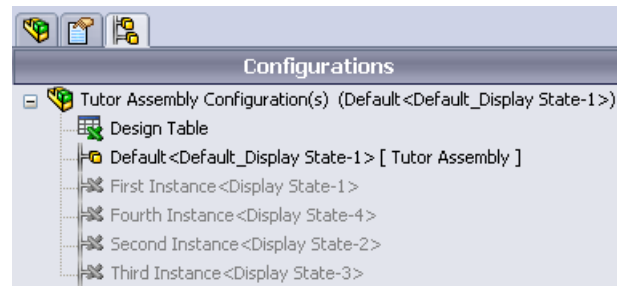 Configurations
Tutor Assembly Configuration(s) (Default<Default_Display State-1>)
Design Table
Default<Default_Display State-1> [ Tutor Assembly ]
First Instance<Display State-1>
Fourth Instance<Display State-4>
Second Instance<Display State-2>
Third Instance<Display State-3>